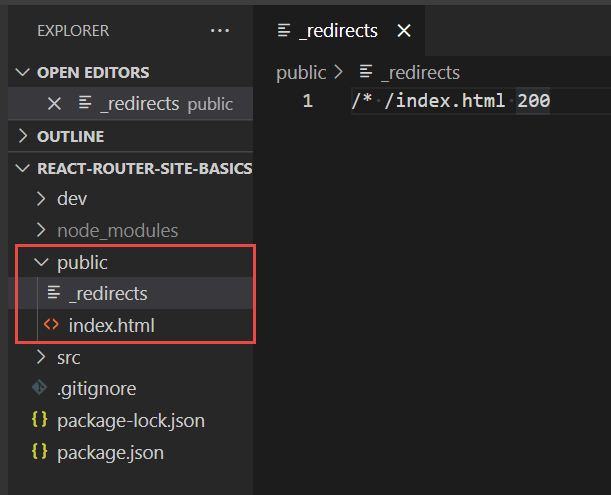 EXPLORER ...
OPEN EDITORS
_redirects public
OUTLINE
REACT-ROUTER-SITE-BASICS
dev
node_modules
public
_redirects
index.html
src
.gitignore
package-lock.json
package.json
_redirects
public > _redirects
1 /* /index.html 200